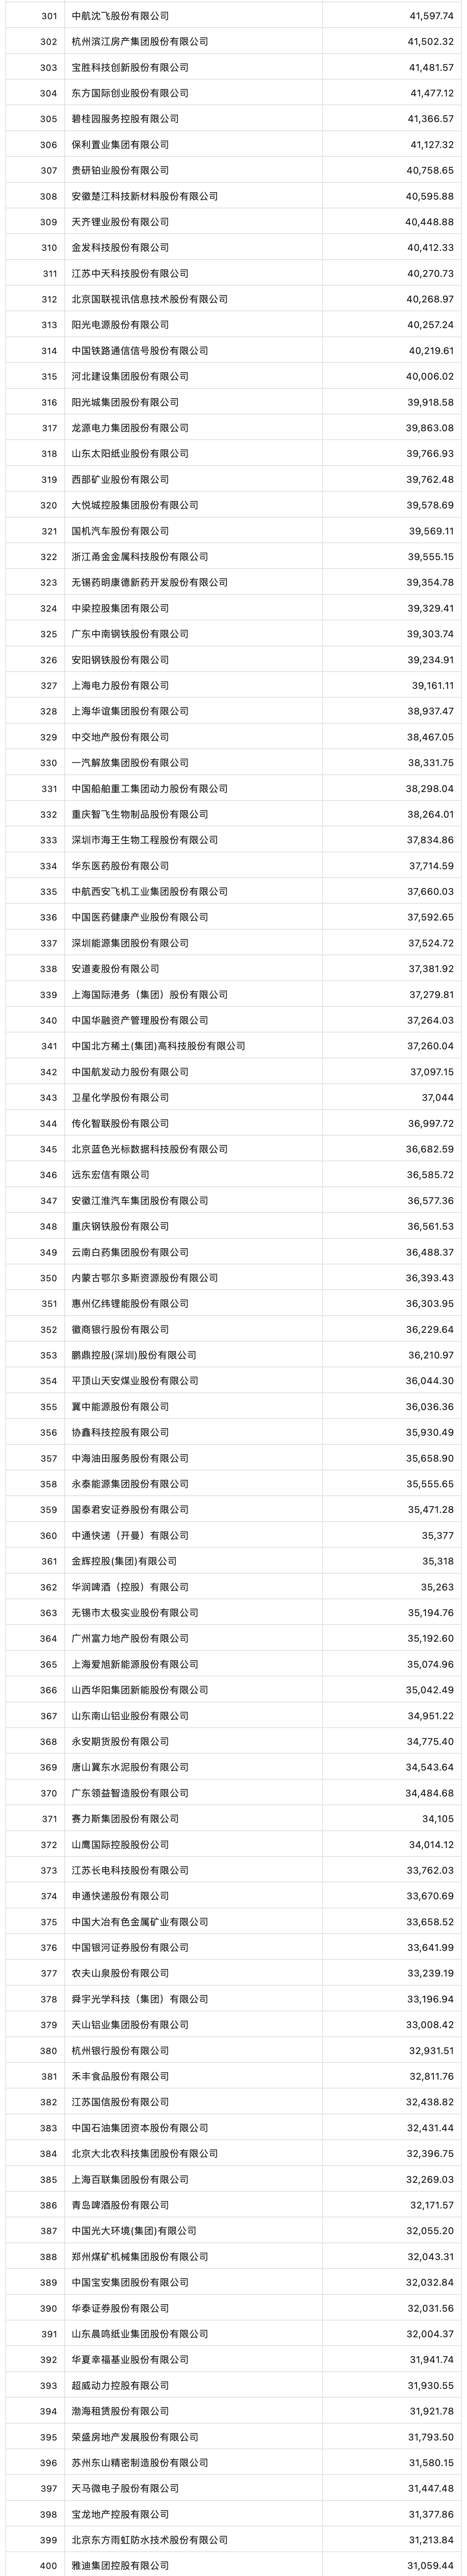 301 中航沈飞股份有限公司 41,597.74
302 杭州滨江房产集团股份有限公司 41,502.32
303 宝胜科技创新股份有限公司 41,481.57
304 东方国际创业股份有限公司 41,477.12
305 碧桂园服务控股有限公司 41,366.57
306 保利置业集团有限公司 41,127.32
307 贵研铂业股份有限公司 40,758.65
308 安徽楚江科技新材料股份有限公司 40,595.88
309 天齐锂业股份有限公司 40,448.88
310 金发科技股份有限公司 40,412.33
311 江苏中天科技股份有限公司 40,270.73
312 北京国联视讯信息技术股份有限公司 40,268.97
313 阳光电源股份有限公司 40,257.24
314 中国铁路通信信号股份有限公司 40,219.61
315 河北建设集团股份有限公司 40,006.02
316 阳光城集团股份有限公司 39,918.58
317 龙源电力集团股份有限公司 39,863.08
318 山东太阳纸业股份有限公司 39,766.93
319 西部矿业股份有限公司 39,762.48
320 大悦城控股集团股份有限公司 39,578.69
321 国机汽车股份有限公司 39,569.11
322 浙江甬金金属科技股份有限公司 39,555.15
323 无锡药明康德新药开发股份有限公司 39,354.78
324 中梁控股集团有限公司 39,329.41
325 广东中南钢铁股份有限公司 39,303.74
326 安阳钢铁股份有限公司 39,234.91
327 上海电力股份有限公司 39,161.11
328 上海华谊集团股份有限公司 38,937.47
329 中交地产股份有限公司 38,467.05
330 一汽解放集团股份有限公司 38,331.75
331 中国船舶重工集团动力股份有限公司 38,298.04
332 重庆智飞生物制品股份有限公司 38,264.01
333 深圳市海王生物工程股份有限公司 37,834.86
334 华东医药股份有限公司 37,714.59
335 中航西安飞机工业集团股份有限公司 37,660.03
336 中国医药健康产业股份有限公司 37,592.65
337 深圳能源集团股份有限公司 37,524.72
338 安道麦股份有限公司 37,381.92
339 上海国际港务（集团）股份有限公司 37,279.81
340 中国华融资产管理股份有限公司 37,264.03
341 中国北方稀土(集团)高科技股份有限公司 37,260.04
342 中国航发动力股份有限公司 37,097.15
343 卫星化学股份有限公司 37,044
344 传化智联股份有限公司 36,997.72
345 北京蓝色光标数据科技股份有限公司 36,682.59
346 远东宏信有限公司 36,585.72
347 安徽江淮汽车集团股份有限公司 36,577.36
348 重庆钢铁股份有限公司 36,561.53
349 云南白药集团股份有限公司 36,488.37
350 内蒙古鄂尔多斯资源股份有限公司 36,393.43
351 惠州亿纬锂能股份有限公司 36,303.95
352 徽商银行股份有限公司 36,229.64
353 鹏鼎控股(深圳)股份有限公司 36,210.97
354 平顶山天安煤业股份有限公司 36,044.30
355 冀中能源股份有限公司 36,036.36
356 协鑫科技控股有限公司 35,930.49
357 中海油田服务股份有限公司 35,658.90
358 永泰能源集团股份有限公司 35,555.65
359 国泰君安证券股份有限公司 35,471.28
360 中通快递（开曼）有限公司 35,377
361 金辉控股(集团)有限公司 35,318
362 华润啤酒（控股）有限公司 35,263
363 无锡市太极实业股份有限公司 35,194.76
364 广州富力地产股份有限公司 35,192.60
365 上海爱旭新能源股份有限公司 35,074.96
366 山西华阳集团新能股份有限公司 35,042.49
367 山东南山铝业股份有限公司 34,951.22
368 永安期货股份有限公司 34,775.40
369 唐山冀东水泥股份有限公司 34,543.64
370 广东领益智造股份有限公司 34,484.68
371 赛力斯集团股份有限公司 34,105
372 山鹰国际控股股份公司 34,014.12
373 江苏长电科技股份有限公司 33,762.03
374 申通快递股份有限公司 33,670.69
375 中国大冶有色金属矿业有限公司 33,658.52
376 中国银河证券股份有限公司 33,641.99
377 农夫山泉股份有限公司 33,239.19
378 舜宇光学科技（集团）有限公司 33,196.94
379 天山铝业集团股份有限公司 33,008.42
380 杭州银行股份有限公司 32,931.51
381 禾丰食品股份有限公司 32,811.76
382 江苏国信股份有限公司 32,438.82
383 中国石油集团资本股份有限公司 32,431.44
384 北京大北农科技集团股份有限公司 32,396.75
385 上海百联集团股份有限公司 32,269.03
386 青岛啤酒股份有限公司 32,171.57
387 中国光大环境(集团)有限公司 32,055.20
388 郑州煤矿机械集团股份有限公司 32,043.31
389 中国宝安集团股份有限公司 32,032.84
390 华泰证券股份有限公司 32,031.56
391 山东晨鸣纸业集团股份有限公司 32,004.37
392 华夏幸福基业股份有限公司 31,941.74
393 超威动力控股有限公司 31,930.55
394 渤海租赁股份有限公司 31,921.78
395 荣盛房地产发展股份有限公司 31,793.50
396 苏州东山精密制造股份有限公司 31,580.15
397 天马微电子股份有限公司 31,447.48
398 宝龙地产控股有限公司 31,377.86
399 北京东方雨虹防水技术股份有限公司 31,213.84
400 雅迪集团控股有限公司 31,059.44